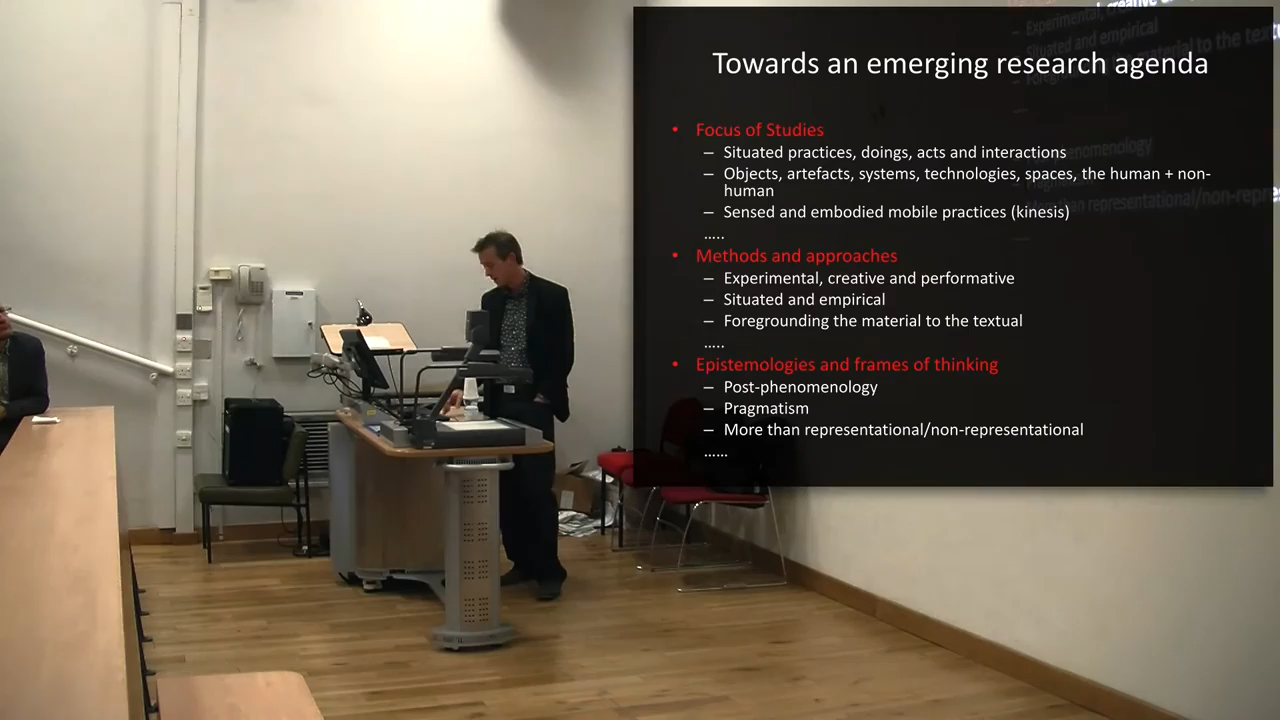 Towards an emerging research agenda
• Focus of Studies
– Situated practices, doings, acts and interactions
– Objects, artefacts, systems, technologies, spaces, the human + non-
human
– Sensed and embodied mobile practices (kinesis)
…..
• Methods and approaches
– Experimental, creative and performative
– Situated and empirical
– Foregrounding the material to the textual
…..
• Epistemologies and frames of thinking
– Post-phenomenology
– Pragmatism
– More than representational/non-representational
……